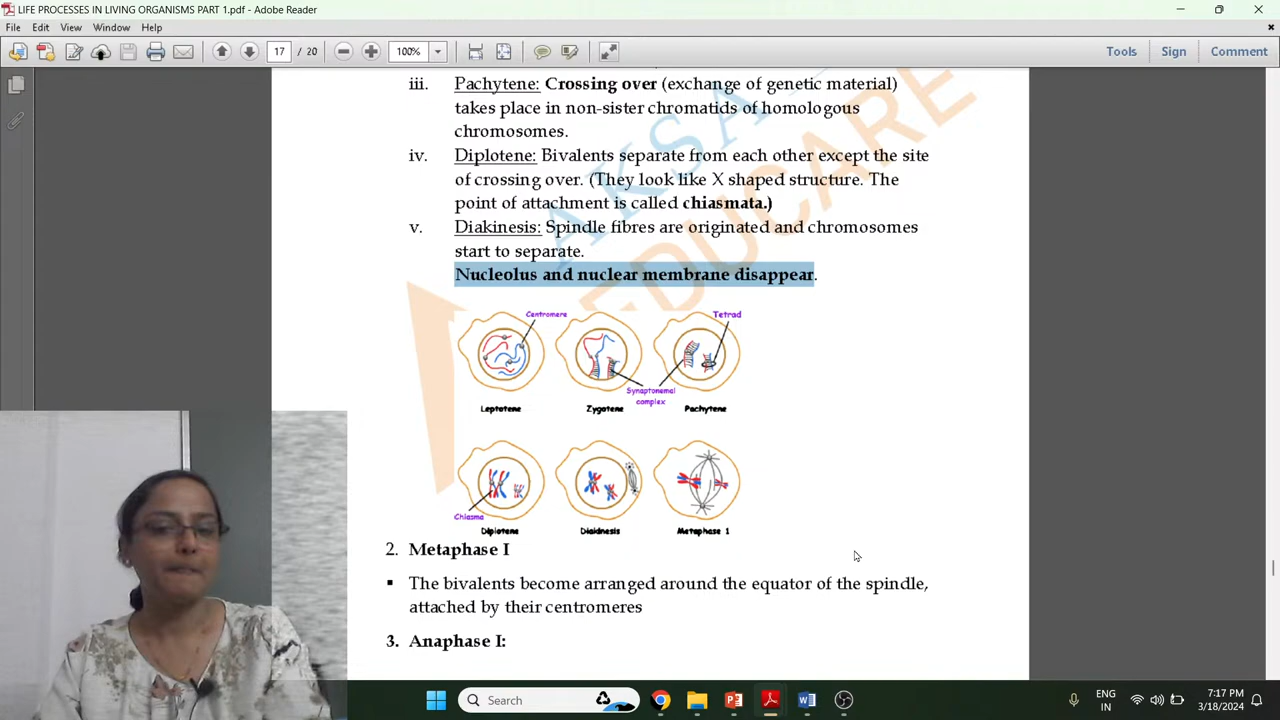 LIFE PROCESSES IN LIVING ORGANISMS PART 1.pdf - Adobe Reader
File Edit View Window Help
17 / 20 100% Tools Sign Comment
iii. Pachytene: Crossing over (exchange of genetic material)
takes place in non-sister chromatids of homologous
chromosomes.
iv. Diplotene: Bivalents separate from each other except the site
of crossing over. (They look like X shaped structure. The
point of attachment is called chiasmata.)
v. Diakinesis: Spindle fibres are originated and chromosomes
start to separate.
Nucleolus and nuclear membrane disappear.
AKSA
EDUCARE
Centromere Tetrad
Synaptonemal
complex
Leptotene Zygotene Pachytene
Chiasma
Diplotene Diakinesis Metaphase 1
2. Metaphase I
▪ The bivalents become arranged around the equator of the spindle,
attached by their centromeres
3. Anaphase I:
Search
ENG
IN
7:17 PM
3/18/2024